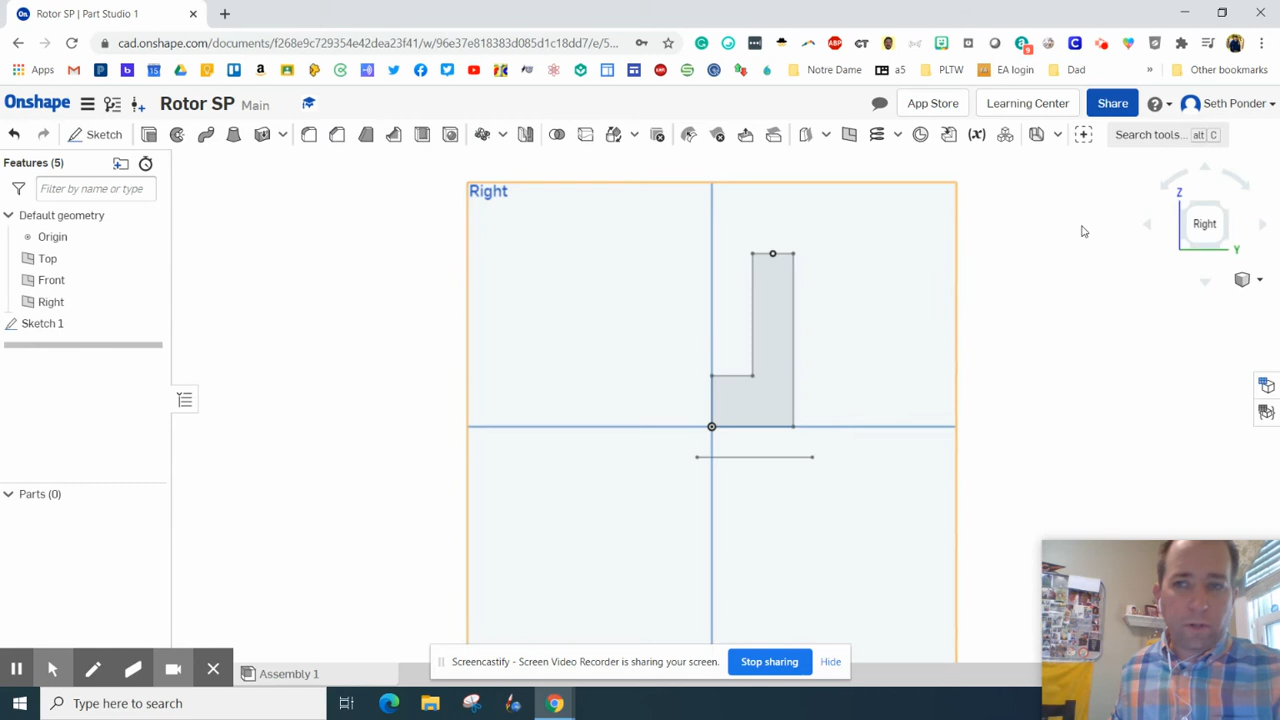 On Rotor SP | Part Studio 1
cad.onshape.com/documents/f268e9c729354e42dea23f41/w/96c37e818383d085d1c18dd7/e/5...
Apps
Notre Dame
a5
PLTW
EA login
Dad
»
Other bookmarks
Onshape
Rotor SP Main
App Store
Learning Center
Share
Seth Ponder
Sketch
Search tools... alt C
Features (5)
Filter by name or type
Default geometry
Origin
Top
Front
Right
Sketch 1
Parts (0)
Right
Z
Right
Y
Screencastify - Screen Video Recorder is sharing your screen.
Stop sharing
Hide
Assembly 1
Type here to search